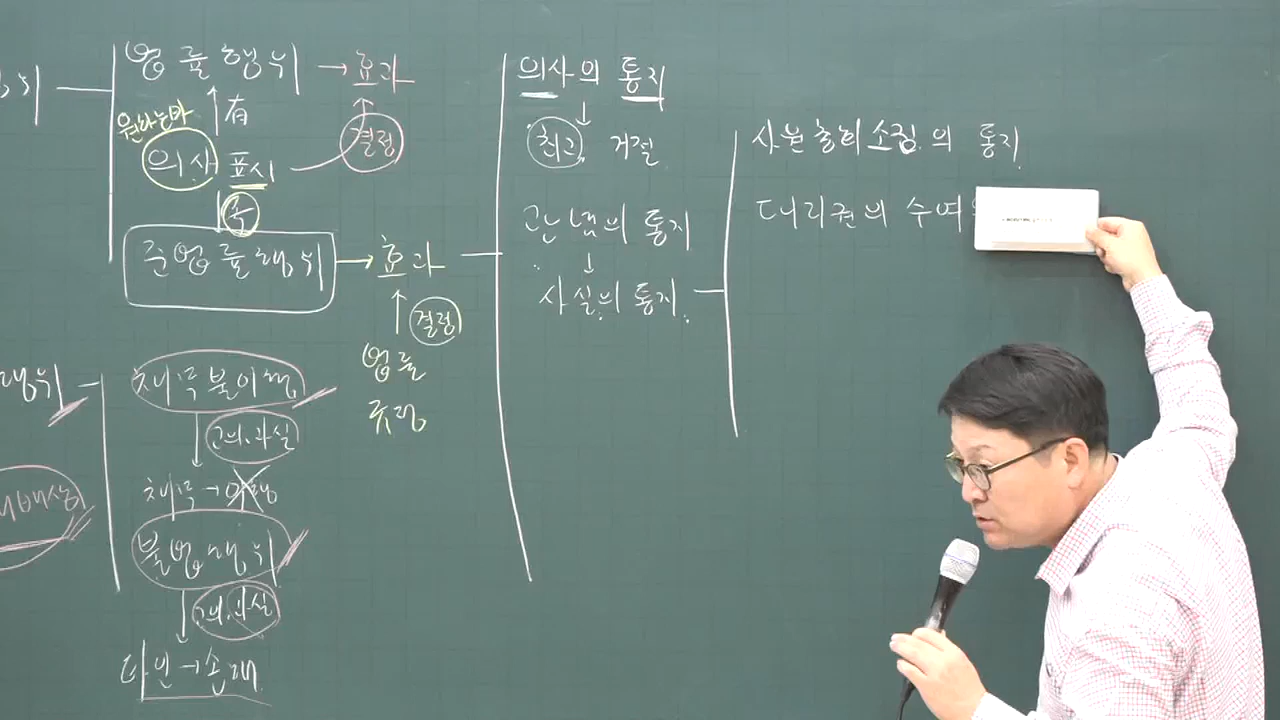 법률행위 → 효과
원하는바
↑ 有
↑ 결정
의사표시
준
준법률행위 → 효과
↑ 결정
법률
규정
행위
채무불이행
↓ 고의.과실
채무 → 이행
불법행위
↓ 고의.과실
타인 → 손해
의사의 통지
↓
최고 거절
관념의 통지
↓
사실의 통지
사원총회소집의 통지
대리권의 수여